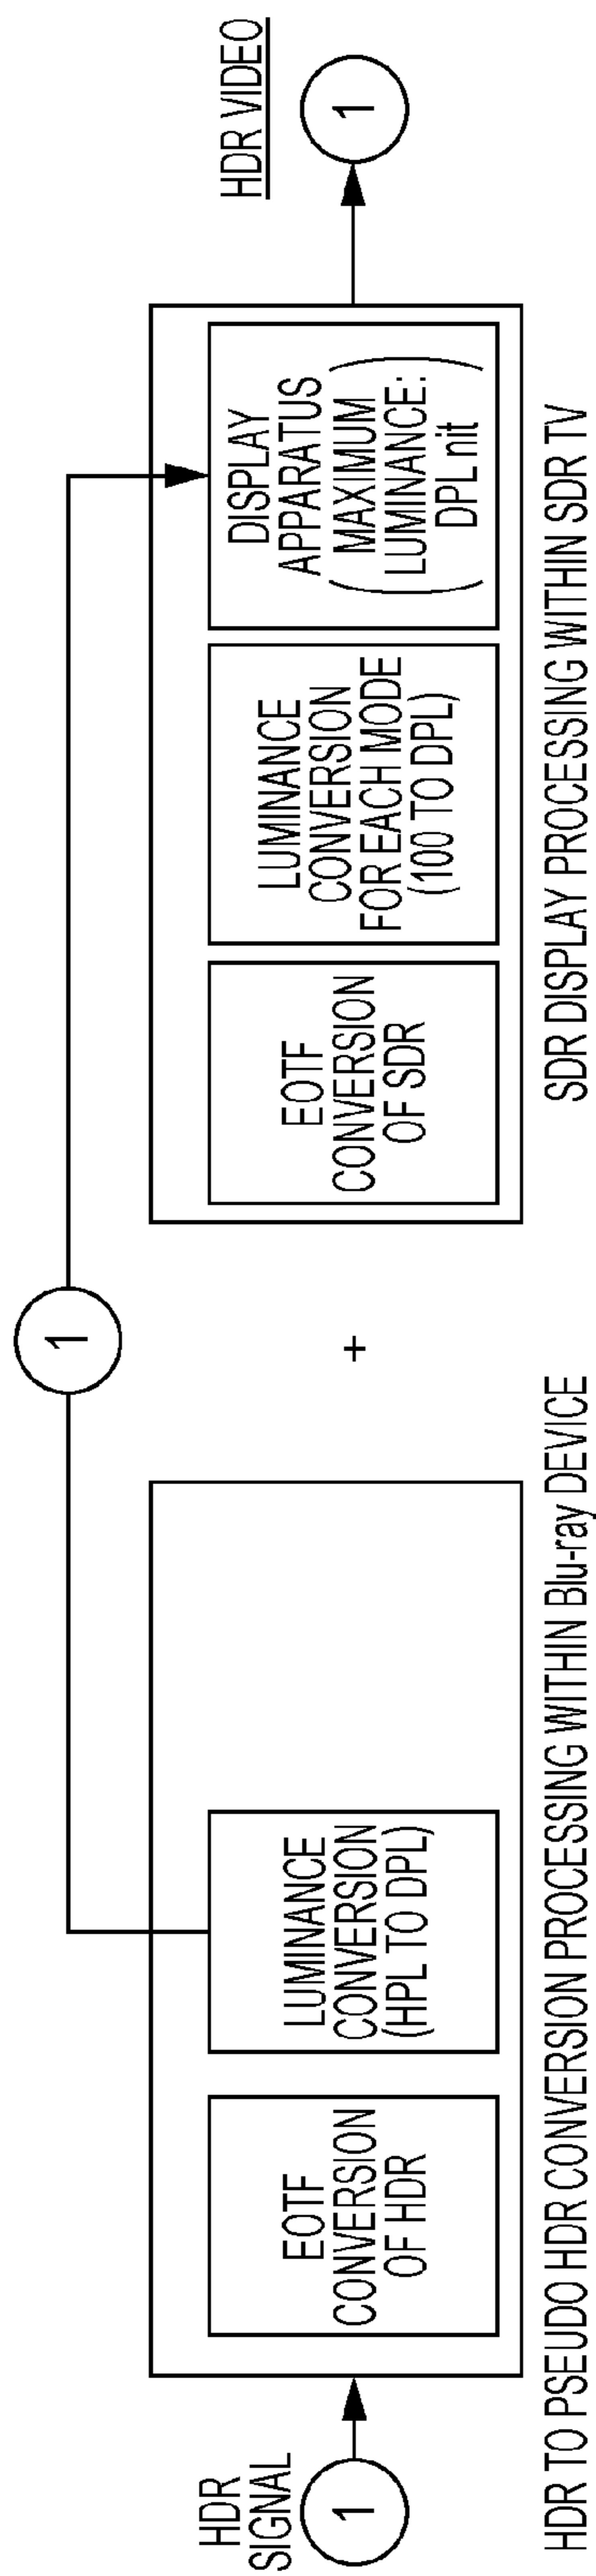 HDR
SIGNAL
1
EOTF
CONVERSION
OF HDR
LUMINANCE
CONVERSION
(HPL TO DPL)
HDR TO PSEUDO HDR CONVERSION PROCESSING WITHIN Blu-ray DEVICE
1
+
EOTF
CONVERSION
OF SDR
LUMINANCE
CONVERSION
FOR EACH MODE
(100 TO DPL)
DISPLAY
APPARATUS
(MAXIMUM
LUMINANCE:
DPL nit)
SDR DISPLAY PROCESSING WITHIN SDR TV
HDR VIDEO
1